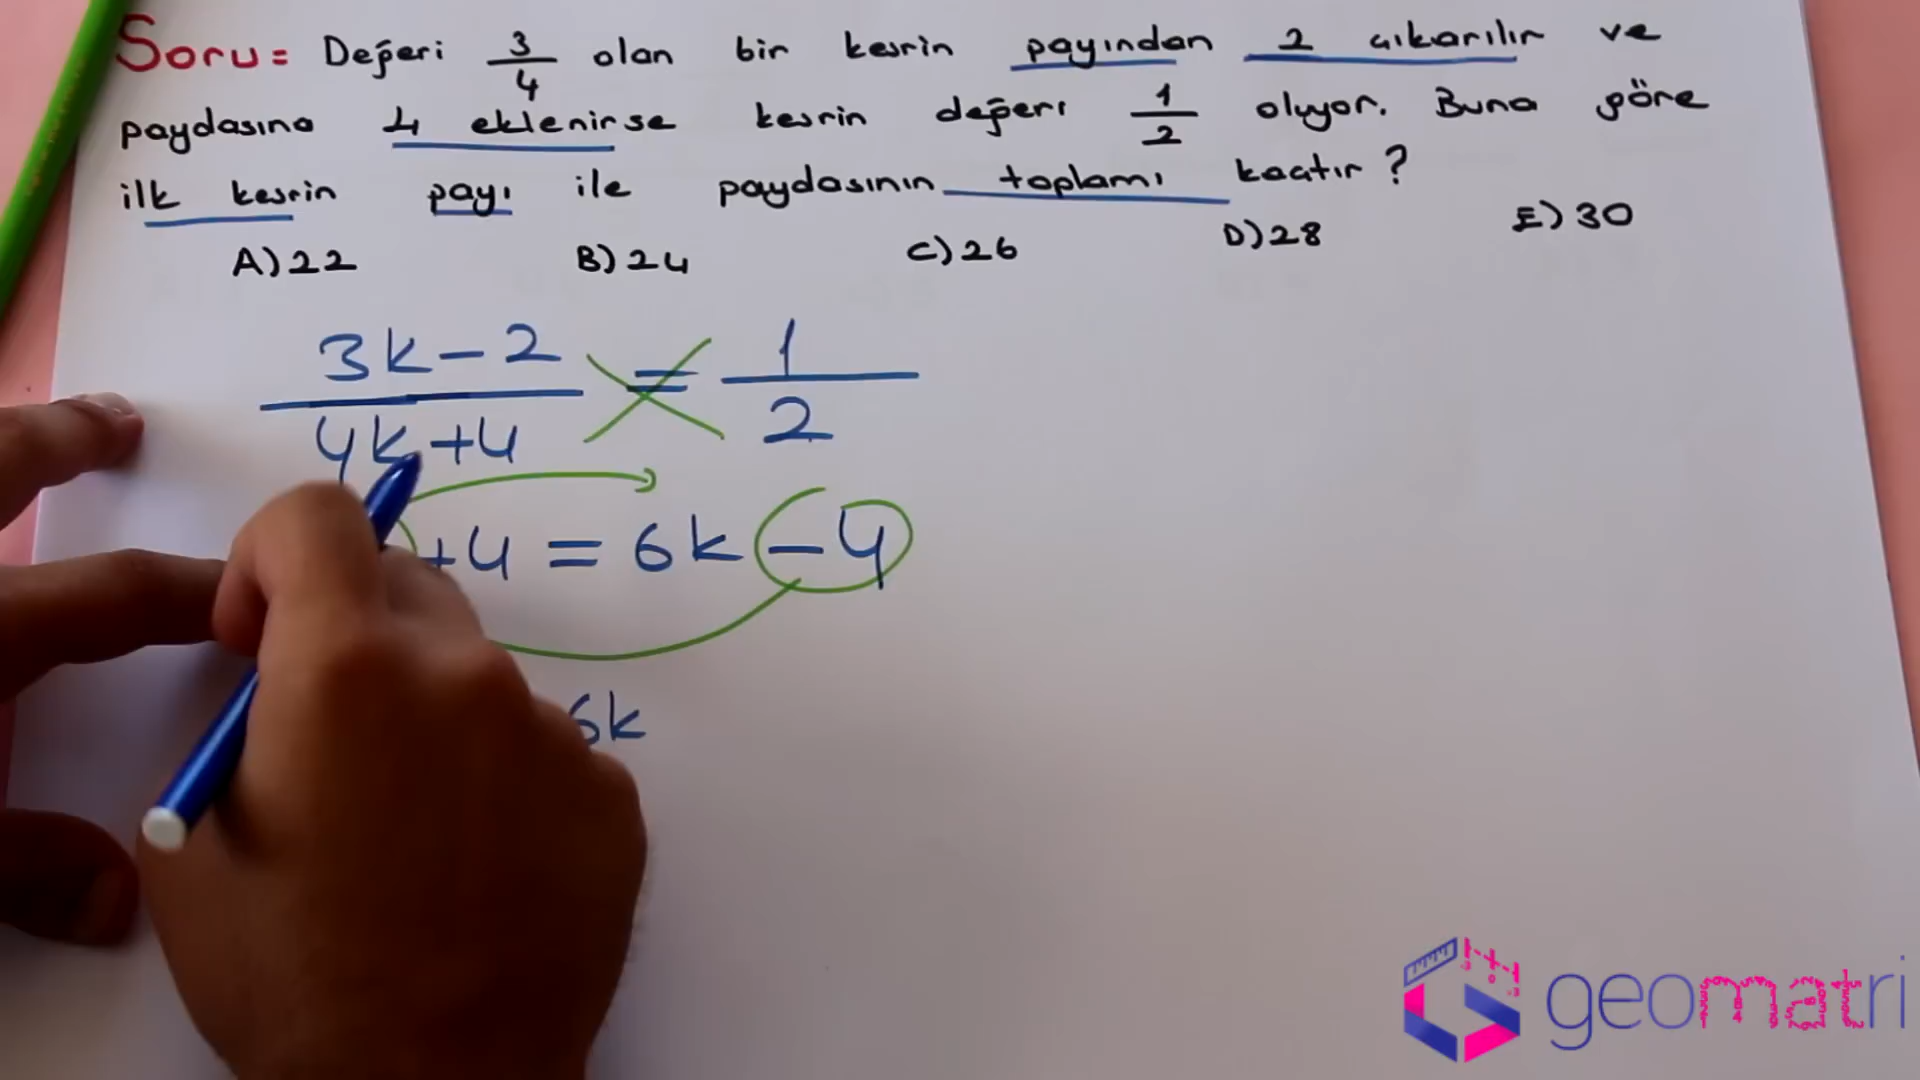 Soru= Değeri 3/4 olan bir kesrin payından 2 çıkarılır ve
paydasına 4 eklenirse kesrin değeri 1/2 oluyor. Buna göre
ilk kesrin payı ile paydasının toplamı kaçtır?
A)22 B)24 C)26 D)28 E)30
3k-2 = 1
4k+4 2
+4 = 6k -4
6k
geomatri